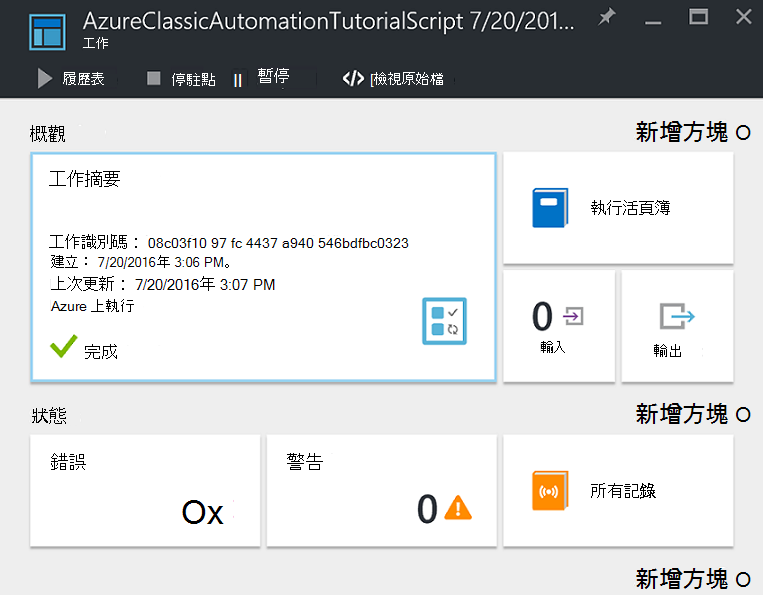 AzureClassicAutomationTutorialScript 7/20/201...
工作
履歷表 停駐點 暫停 </> [檢視原始檔
概觀 新增方塊 O
工作摘要
工作識別碼： 08c03f10 97 fc 4437 a940 546bdfbc0323
建立： 7/20/2016年 3:06 PM。
上次更新： 7/20/2016年 3:07 PM
Azure 上執行
完成
執行活頁簿
0
輸入
輸出
狀態 新增方塊 O
錯誤
Ox
警告
0
所有記錄
新增方塊 O